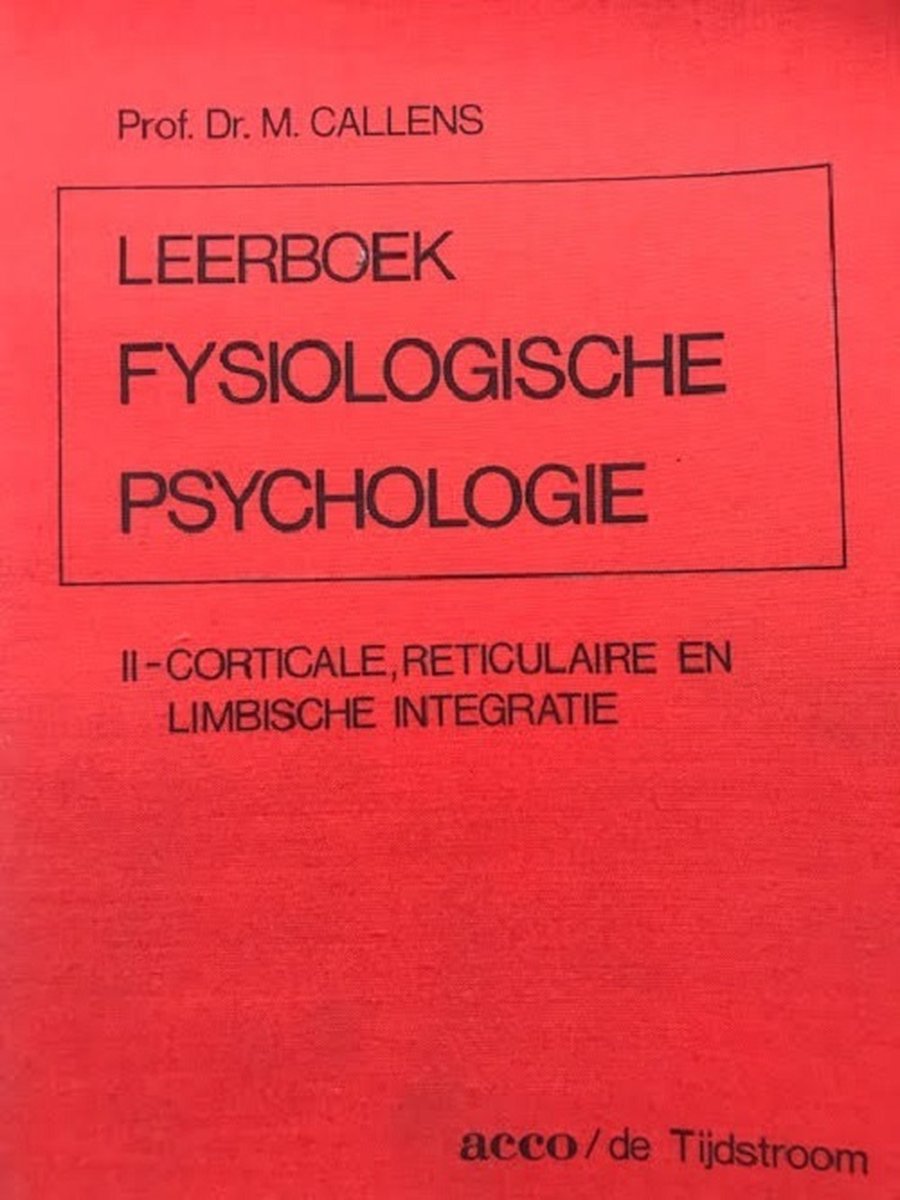 Prof. Dr. M. CALLENS
LEERBOEK
FYSIOLOGISCHE
PSYCHOLOGIE
II-CORTICALE, RETICULAIRE EN
LIMBISCHE INTEGRATIE
acco / de Tijdstroom